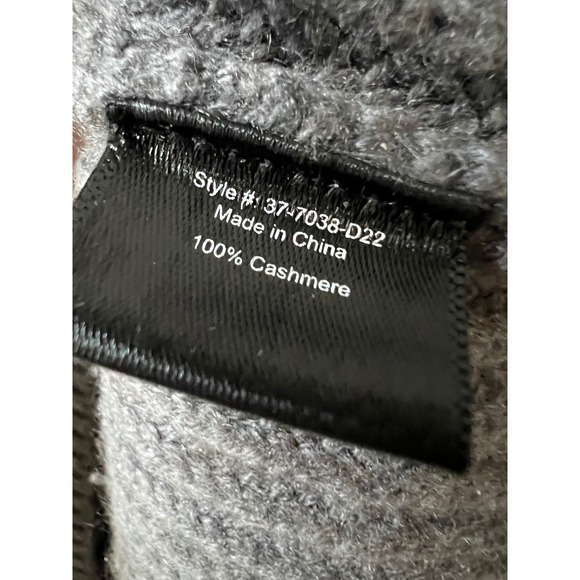 Style #: 37-7038-D22
Made in China
100% Cashmere